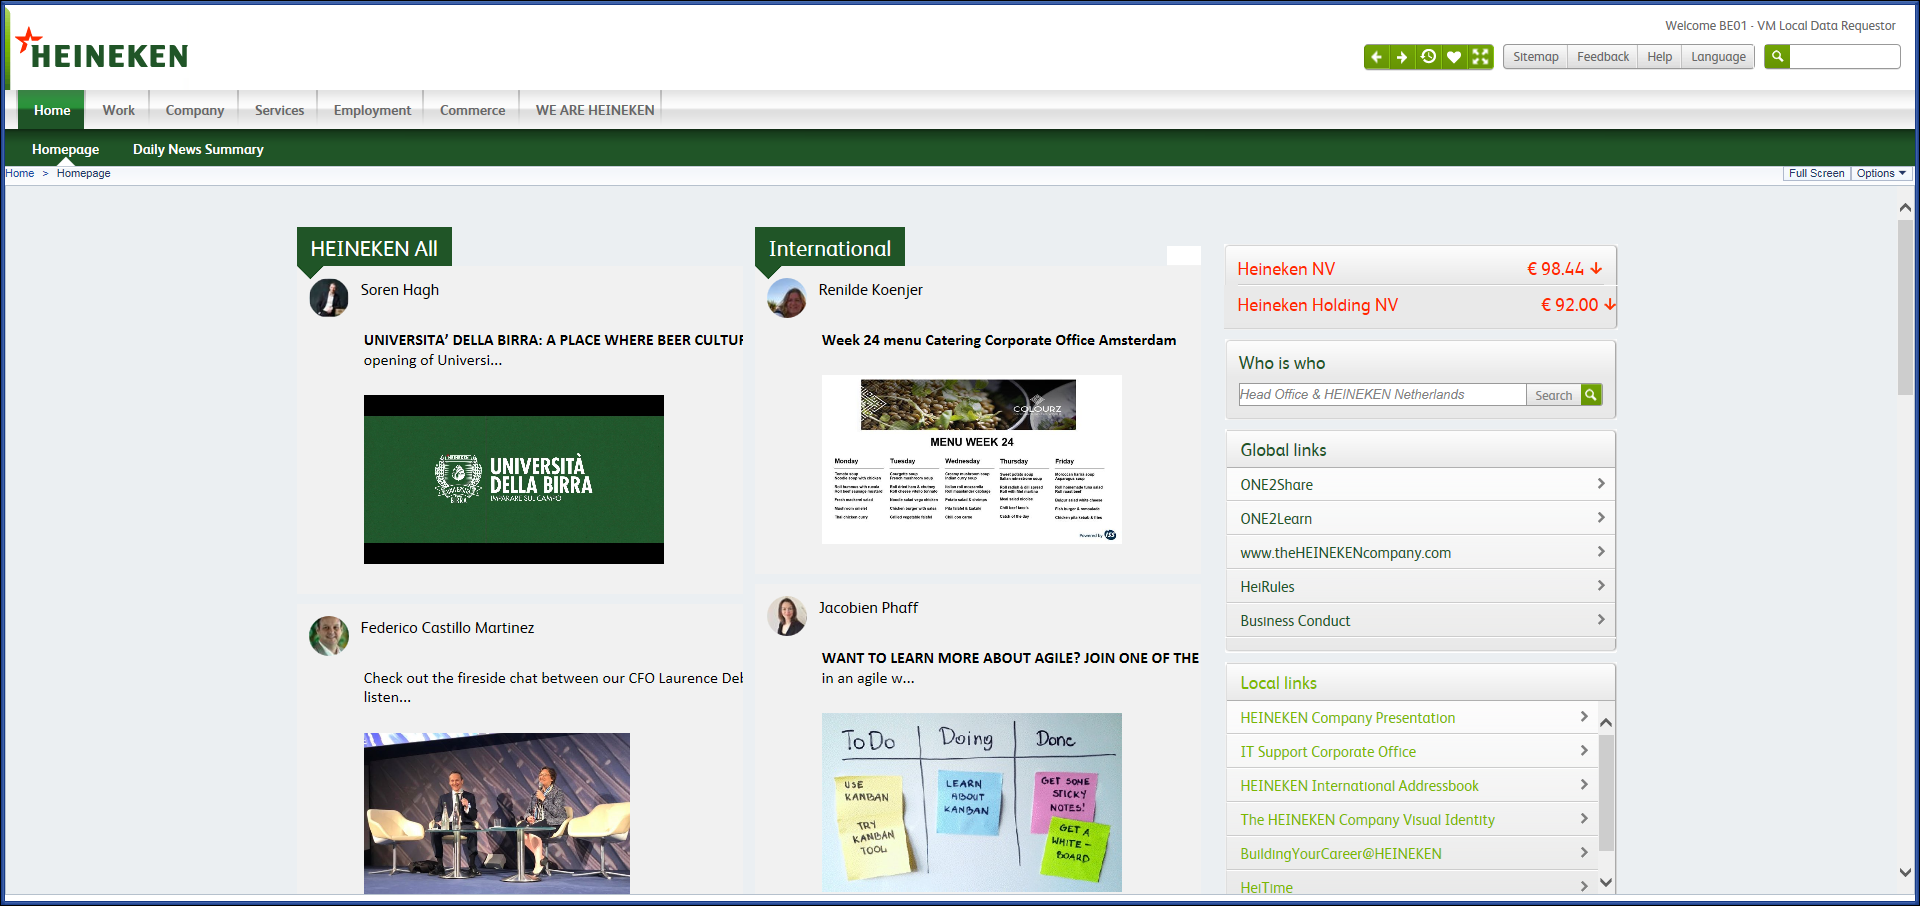 Welcome BE01 - VM Local Data Requestor
HEINEKEN
Sitemap Feedback Help Language
Home Work Company Services Employment Commerce WE ARE HEINEKEN
Homepage Daily News Summary
Home > Homepage
Full Screen Options
HEINEKEN All
Soren Hagh
UNIVERSITA’ DELLA BIRRA: A PLACE WHERE BEER CULTUR
opening of Universi...
UNIVERSITÀ
DELLA BIRRA
IMPARARE SUL CAMPO
Federico Castillo Martinez
Check out the fireside chat between our CFO Laurence Deb
listen...
International
Renilde Koenjer
Week 24 menu Catering Corporate Office Amsterdam
COLOURZ
MENU WEEK 24
Monday Tuesday Wednesday Thursday Friday
Powered by ISS
Jacobien Phaff
WANT TO LEARN MORE ABOUT AGILE? JOIN ONE OF THE
in an agile w...
To Do Doing Done
USE
KANBAN
TRY
KANBAN
TOOL
LEARN
ABOUT
KANBAN
GET SOME
STICKY
NOTES!
GET A
WHITE-
BOARD
Heineken NV € 98.44
Heineken Holding NV € 92.00
Who is who
Head Office & HEINEKEN Netherlands Search
Global links
ONE2Share
ONE2Learn
www.theHEINEKENcompany.com
HeiRules
Business Conduct
Local links
HEINEKEN Company Presentation
IT Support Corporate Office
HEINEKEN International Addressbook
The HEINEKEN Company Visual Identity
BuildingYourCareer@HEINEKEN
HeiTime